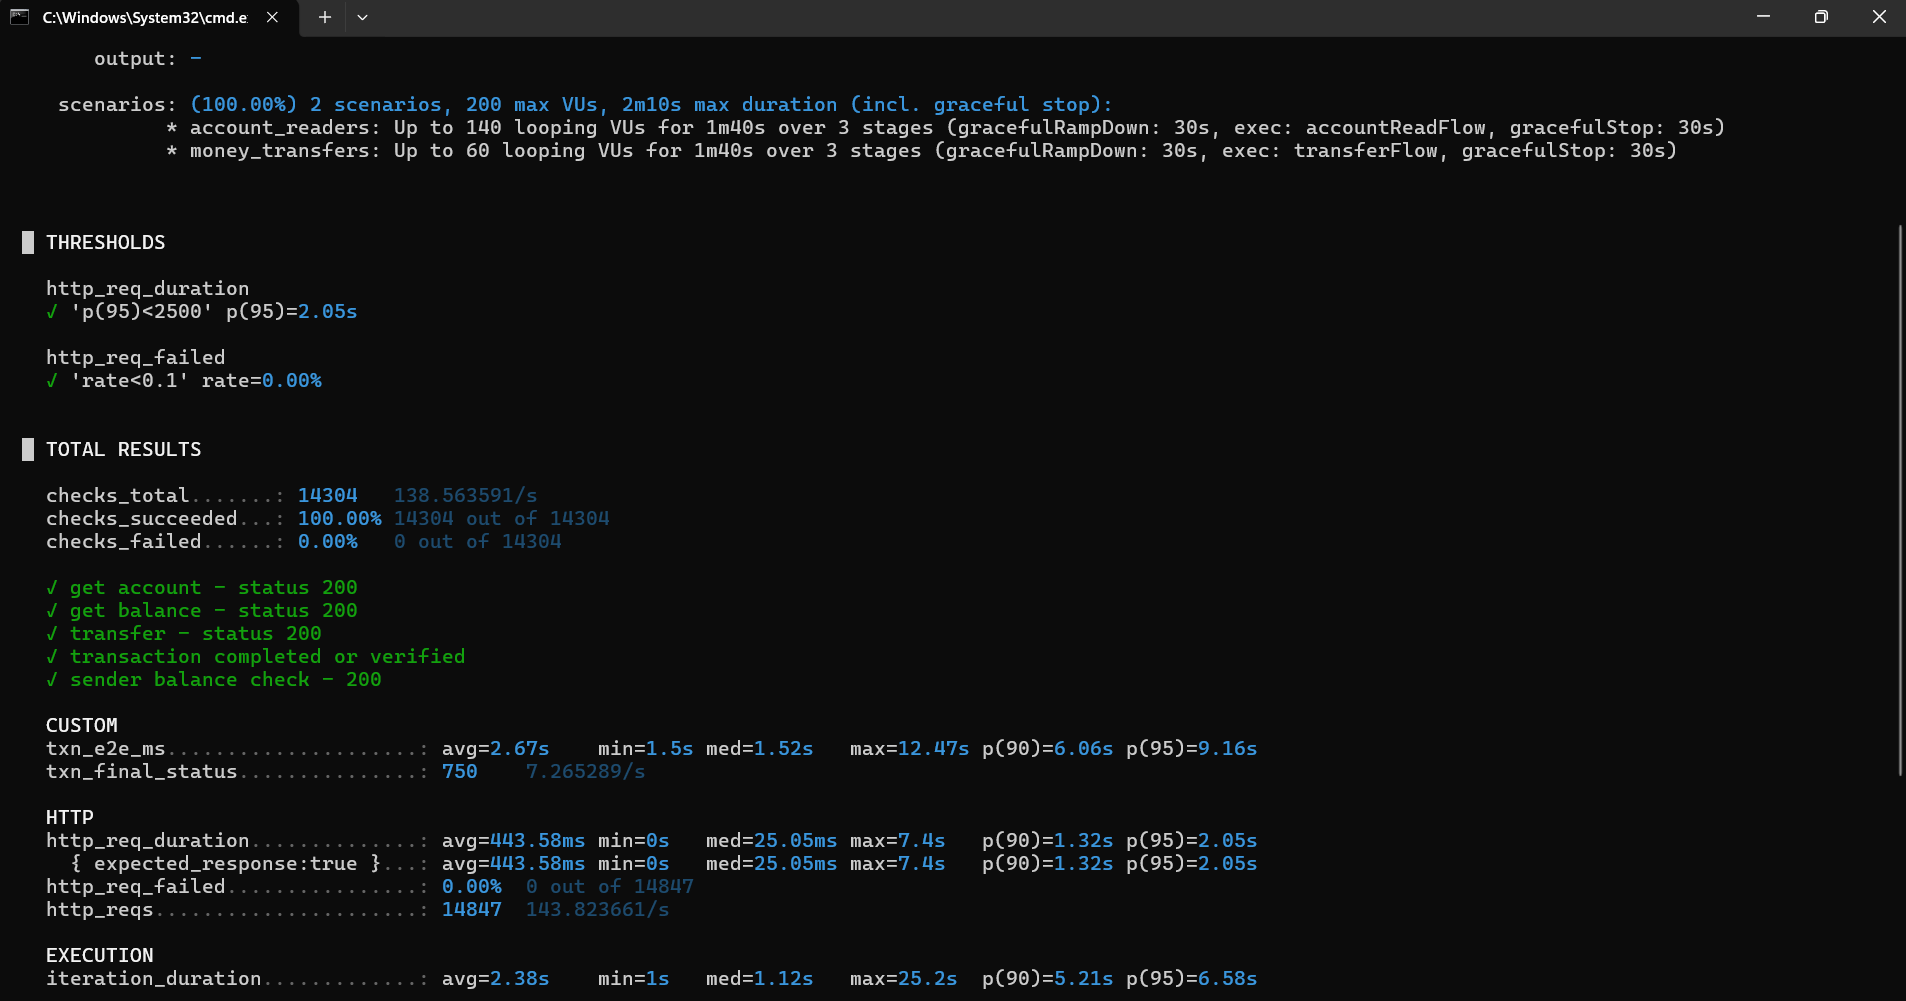 C:\Windows\System32\cmd.e
output: -
scenarios: (100.00%) 2 scenarios, 200 max VUs, 2m10s max duration (incl. graceful stop):
* account_readers: Up to 140 looping VUs for 1m40s over 3 stages (gracefulRampDown: 30s, exec: accountReadFlow, gracefulStop: 30s)
* money_transfers: Up to 60 looping VUs for 1m40s over 3 stages (gracefulRampDown: 30s, exec: transferFlow, gracefulStop: 30s)
█ THRESHOLDS
http_req_duration
√ 'p(95)<2500' p(95)=2.05s
http_req_failed
√ 'rate<0.1' rate=0.00%
█ TOTAL RESULTS
checks_total.......: 14304 138.563591/s
checks_succeeded...: 100.00% 14304 out of 14304
checks_failed......: 0.00% 0 out of 14304
√ get account - status 200
√ get balance - status 200
√ transfer - status 200
√ transaction completed or verified
√ sender balance check - 200
CUSTOM
txn_e2e_ms.....................: avg=2.67s min=1.5s med=1.52s max=12.47s p(90)=6.06s p(95)=9.16s
txn_final_status...............: 750 7.265289/s
HTTP
http_req_duration..............: avg=443.58ms min=0s med=25.05ms max=7.4s p(90)=1.32s p(95)=2.05s
{ expected_response:true }...: avg=443.58ms min=0s med=25.05ms max=7.4s p(90)=1.32s p(95)=2.05s
http_req_failed................: 0.00% 0 out of 14847
http_reqs......................: 14847 143.823661/s
EXECUTION
iteration_duration.............: avg=2.38s min=1s med=1.12s max=25.2s p(90)=5.21s p(95)=6.58s